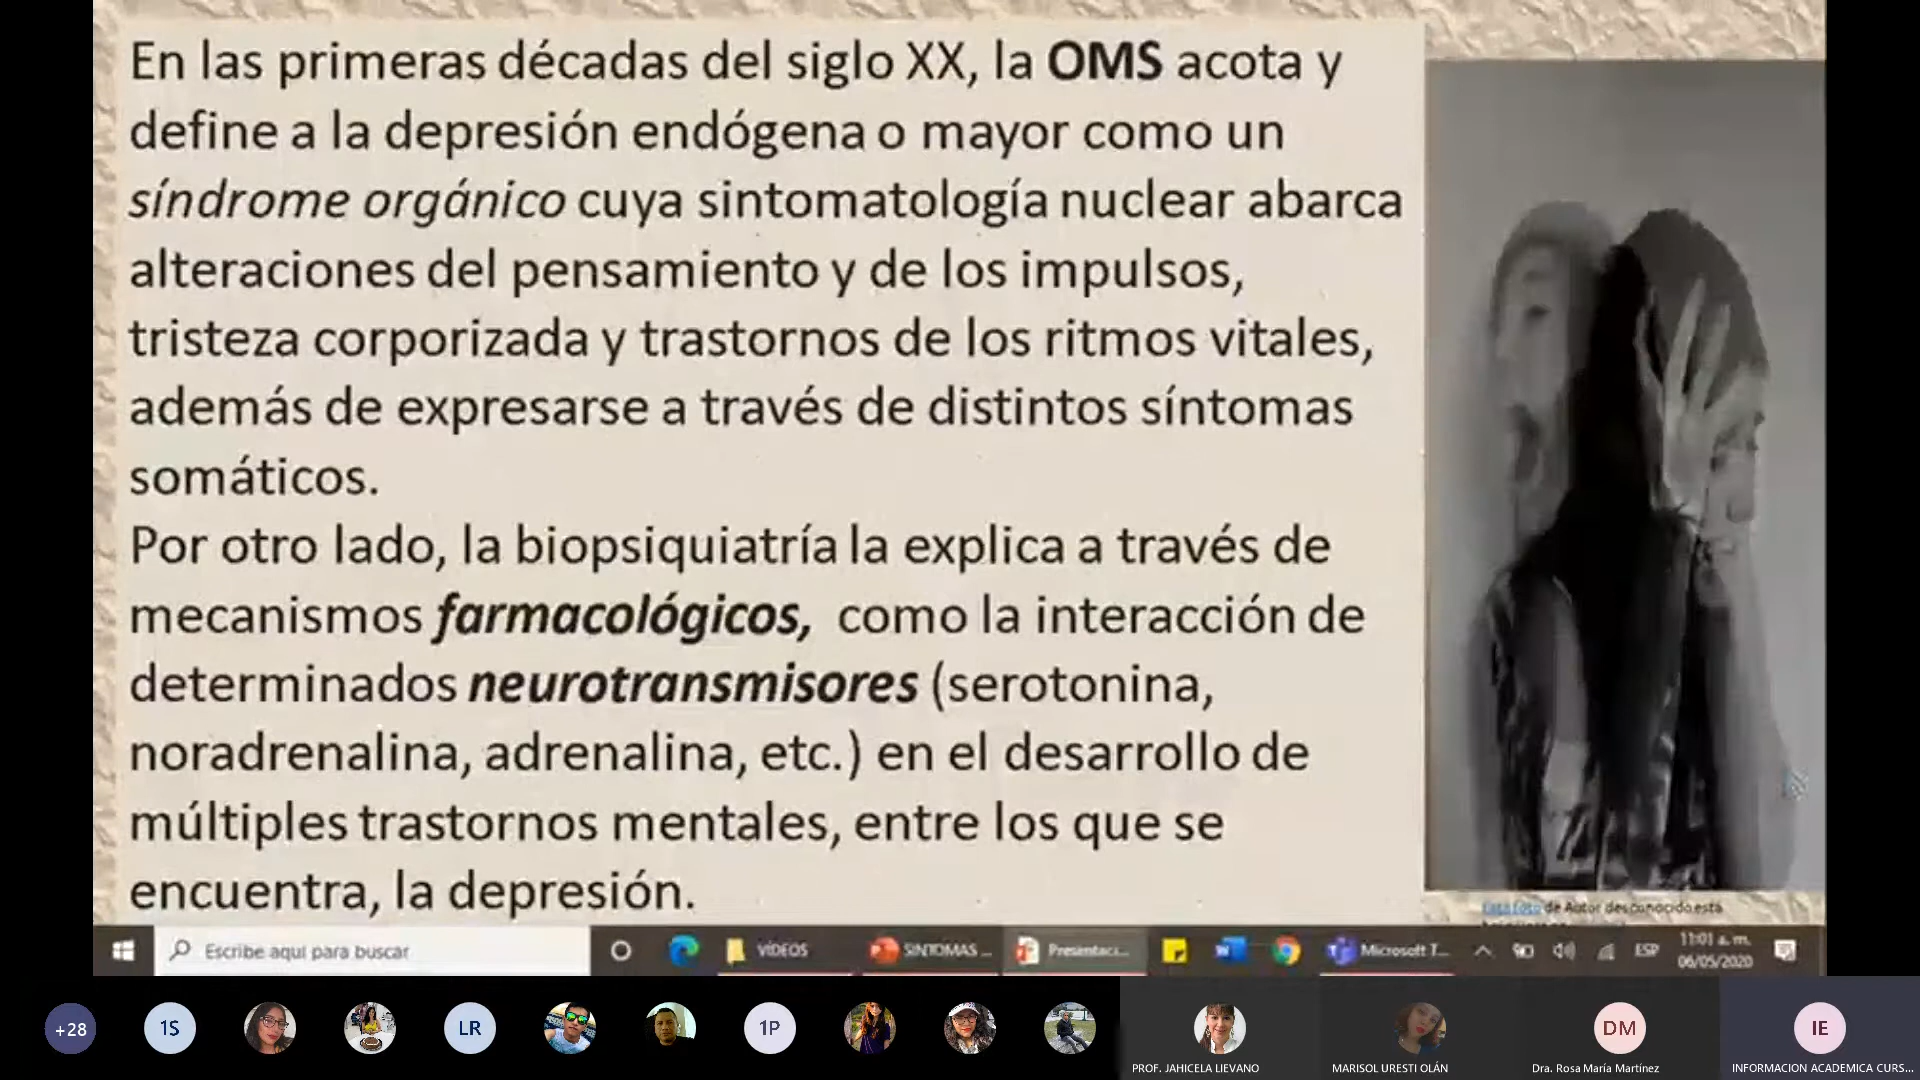 En las primeras décadas del siglo XX, la OMS acota y
define a la depresión endógena o mayor como un
síndrome orgánico cuya sintomatología nuclear abarca
alteraciones del pensamiento y de los impulsos,
tristeza corporizada y trastornos de los ritmos vitales,
además de expresarse a través de distintos síntomas
somáticos.
Por otro lado, la biopsiquiatría la explica a través de
mecanismos farmacológicos, como la interacción de
determinados neurotransmisores (serotonina,
noradrenalina, adrenalina, etc.) en el desarrollo de
múltiples trastornos mentales, entre los que se
encuentra, la depresión.
Esta foto de Autor desconocido está
Escribe aquí para buscar
VÍDEOS
SINTOMAS ...
Presentaci...
Microsoft T...
ESP
11:01 a. m.
06/05/2020
+28
1S
LR
1P
DM
IE
PROF. JAHICELA LIEVANO
MARISOL URESTI OLÁN
Dra. Rosa María Martínez
INFORMACION ACADEMICA CURS...